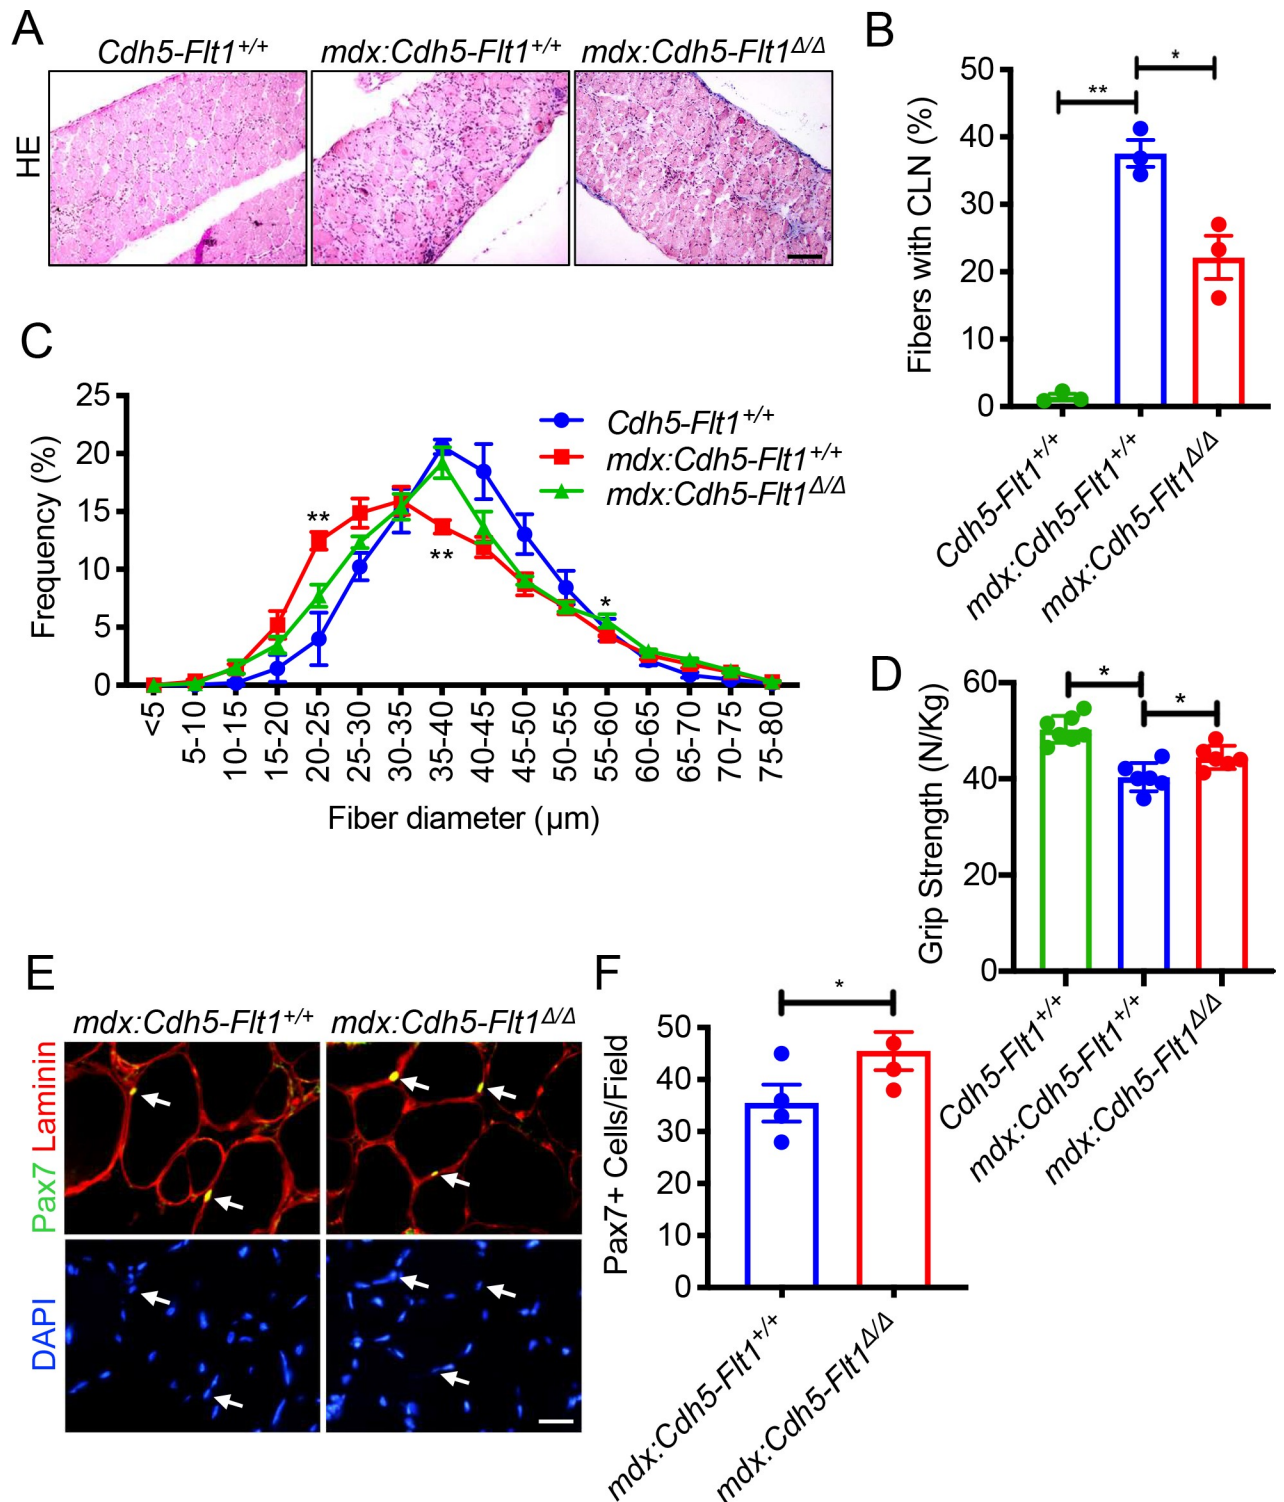 A
Cdh5-Flt1+/+
mdx:Cdh5-Flt1+/+
mdx:Cdh5-Flt1Δ/Δ
HE
B
Fibers with CLN (%)
50
40
30
20
10
0
**
*
Cdh5-Flt1+/+
mdx:Cdh5-Flt1+/+
mdx:Cdh5-Flt1Δ/Δ
C
Frequency (%)
25
20
15
10
5
0
Cdh5-Flt1+/+
mdx:Cdh5-Flt1+/+
mdx:Cdh5-Flt1Δ/Δ
**
**
*
<5
5-10
10-15
15-20
20-25
25-30
30-35
35-40
40-45
45-50
50-55
55-60
60-65
65-70
70-75
75-80
Fiber diameter (µm)
D
Grip Strength (N/Kg)
60
40
20
0
*
*
Cdh5-Flt1+/+
mdx:Cdh5-Flt1+/+
mdx:Cdh5-Flt1Δ/Δ
E
mdx:Cdh5-Flt1+/+
mdx:Cdh5-Flt1Δ/Δ
Pax7 Laminin
DAPI
F
Pax7+ Cells/Field
50
40
30
20
10
0
*
mdx:Cdh5-Flt1+/+
mdx:Cdh5-Flt1Δ/Δ